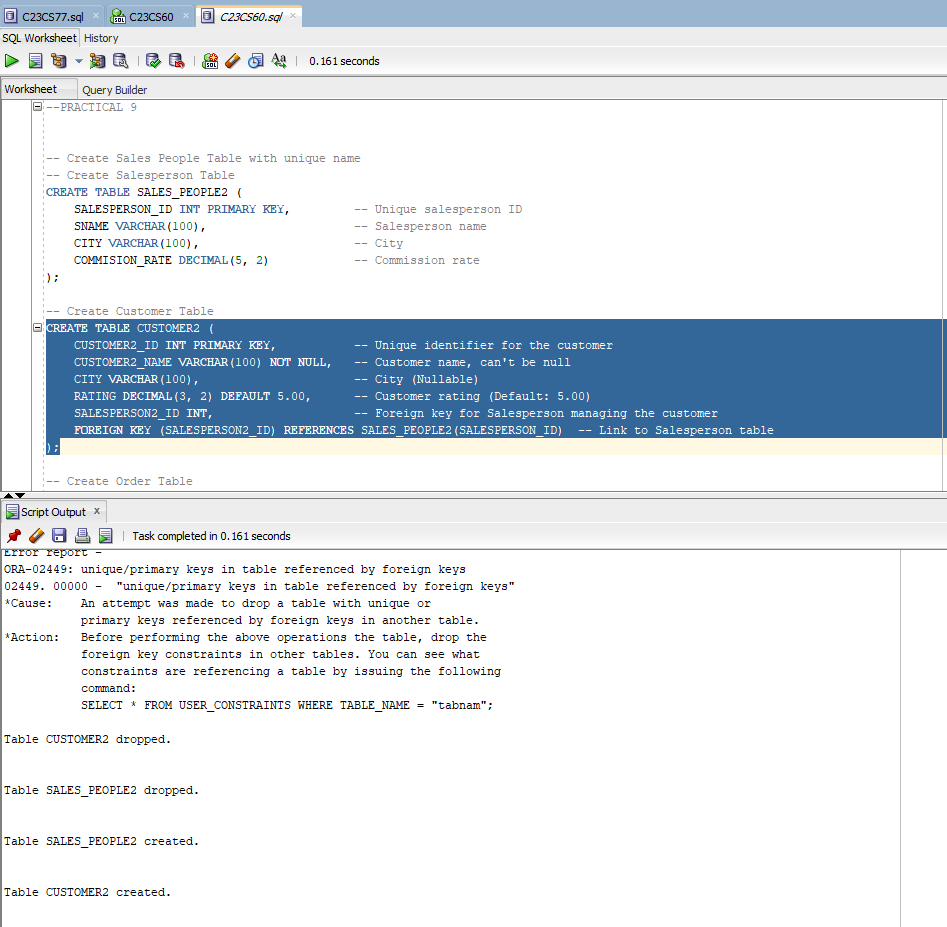 C23CS77.sql × C23CS60 × C23CS60.sql ×
SQL Worksheet History
SQL Aa 0.161 seconds
Worksheet Query Builder
--PRACTICAL 9
-- Create Sales People Table with unique name
-- Create Salesperson Table
CREATE TABLE SALES_PEOPLE2 (
SALESPERSON_ID INT PRIMARY KEY, -- Unique salesperson ID
SNAME VARCHAR(100), -- Salesperson name
CITY VARCHAR(100), -- City
COMMISION_RATE DECIMAL(5, 2) -- Commission rate
);
-- Create Customer Table
CREATE TABLE CUSTOMER2 (
CUSTOMER2_ID INT PRIMARY KEY, -- Unique identifier for the customer
CUSTOMER2_NAME VARCHAR(100) NOT NULL, -- Customer name, can't be null
CITY VARCHAR(100), -- City (Nullable)
RATING DECIMAL(3, 2) DEFAULT 5.00, -- Customer rating (Default: 5.00)
SALESPERSON2_ID INT, -- Foreign key for Salesperson managing the customer
FOREIGN KEY (SALESPERSON2_ID) REFERENCES SALES_PEOPLE2(SALESPERSON_ID) -- Link to Salesperson table
);
-- Create Order Table
Script Output ×
Task completed in 0.161 seconds
Error report -
ORA-02449: unique/primary keys in table referenced by foreign keys
02449. 00000 - "unique/primary keys in table referenced by foreign keys"
*Cause: An attempt was made to drop a table with unique or
primary keys referenced by foreign keys in another table.
*Action: Before performing the above operations the table, drop the
foreign key constraints in other tables. You can see what
constraints are referencing a table by issuing the following
command:
SELECT * FROM USER_CONSTRAINTS WHERE TABLE_NAME = "tabnam";
Table CUSTOMER2 dropped.
Table SALES_PEOPLE2 dropped.
Table SALES_PEOPLE2 created.
Table CUSTOMER2 created.